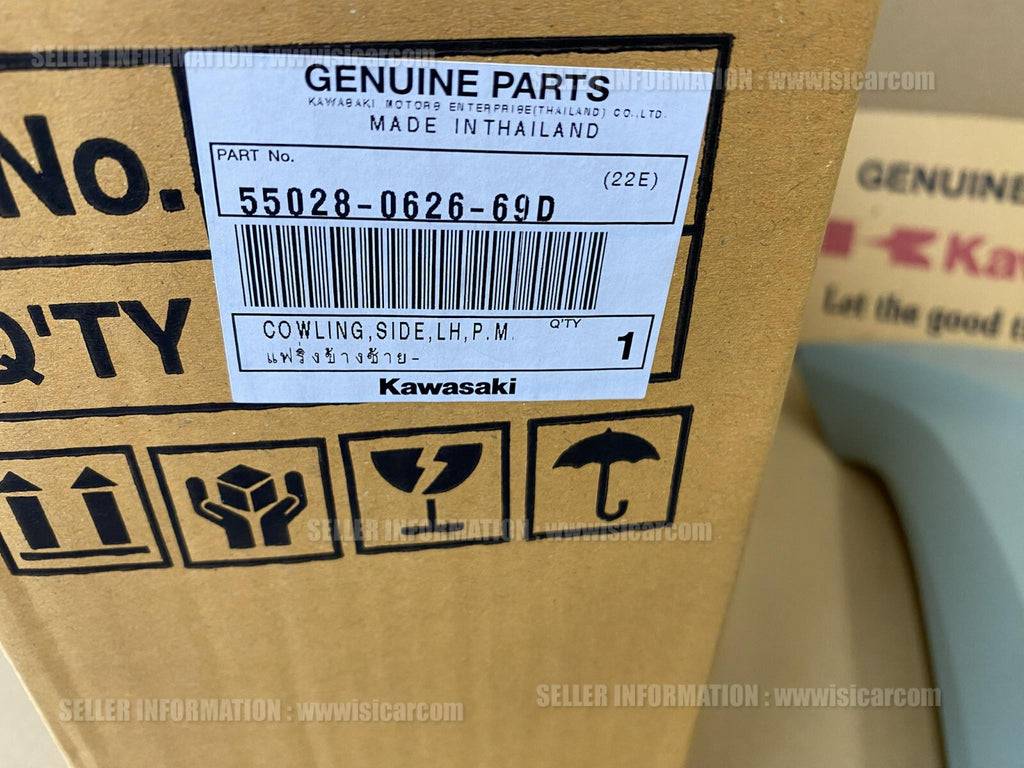 SELLER INFORMATION : wwwisicarcom
SELLER INFORMATION : wwwisicarcom
GENUINE PARTS
KAWASAKI MOTORS ENTERPRISE(THAILAND) CO.,LTD.
MADE INTHAILAND
No.
PART No.
(22E)
55028-0626-69D
Q'TY
COWLING,SIDE,LH,P.M
Q'TY
1
แฟริ่งข้างซ้าย-
Kawasaki
GENUINE
Ka
Let the good t
SELLER INFORMATION : wwwisicarcom
SELLER INFORMATION : wwwisicarcom
SELLER INFORMATION : wwwisicarcom